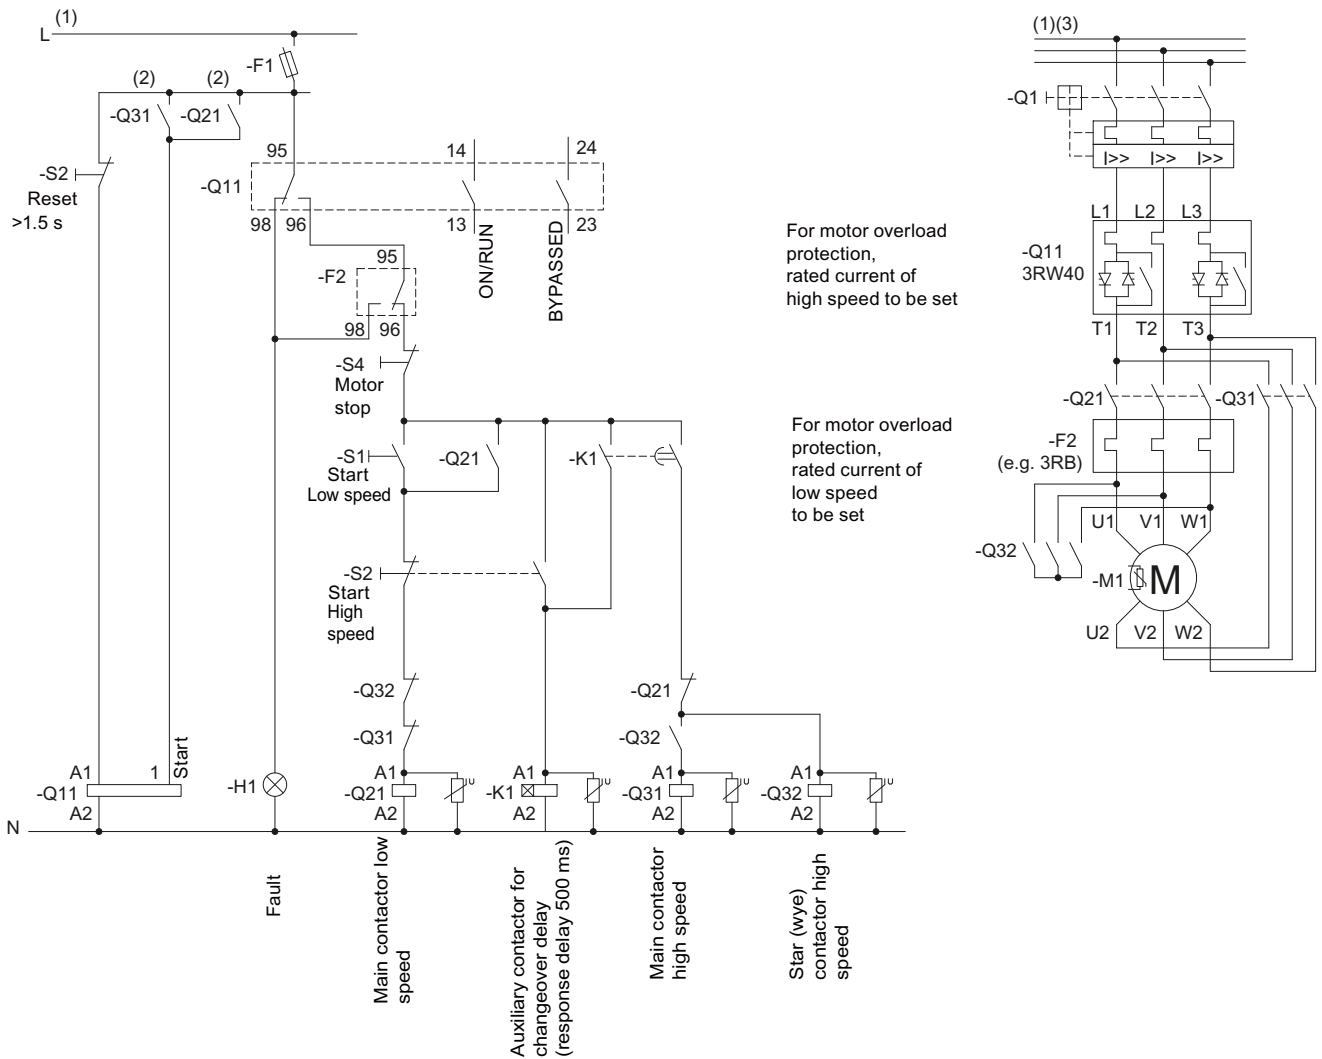 (1)
L
-F1
(2)
(2)
-Q31
-Q21
-S2
Reset
>1.5 s
95
14
24
-Q11
98
96
13
23
ON/RUN
BYPASSED
95
-F2
98
96
-S4
Motor
stop
-S1
Start
Low speed
-Q21
-K1
-S2
Start
High
speed
-Q32
-Q21
-Q31
-Q32
A1
1
Start
-Q11
A2
-H1
A1
-Q21
A2
U
A1
-K1
A2
U
A1
-Q31
A2
U
A1
-Q32
A2
U
N
Fault
Main contactor low
speed
Auxiliary contactor for
changeover delay
(response delay 500 ms)
Main contactor
high speed
Star (wye)
contactor high
speed
For motor overload
protection,
rated current of
high speed to be set
For motor overload
protection,
rated current of
low speed
to be set
(1)(3)
-Q1
I>>
I>>
I>>
L1
L2
L3
-Q11
3RW40
T1
T2
T3
-Q21
-Q31
-F2
(e.g. 3RB)
U1
V1
W1
-Q32
-M1
M
U2
V2
W2